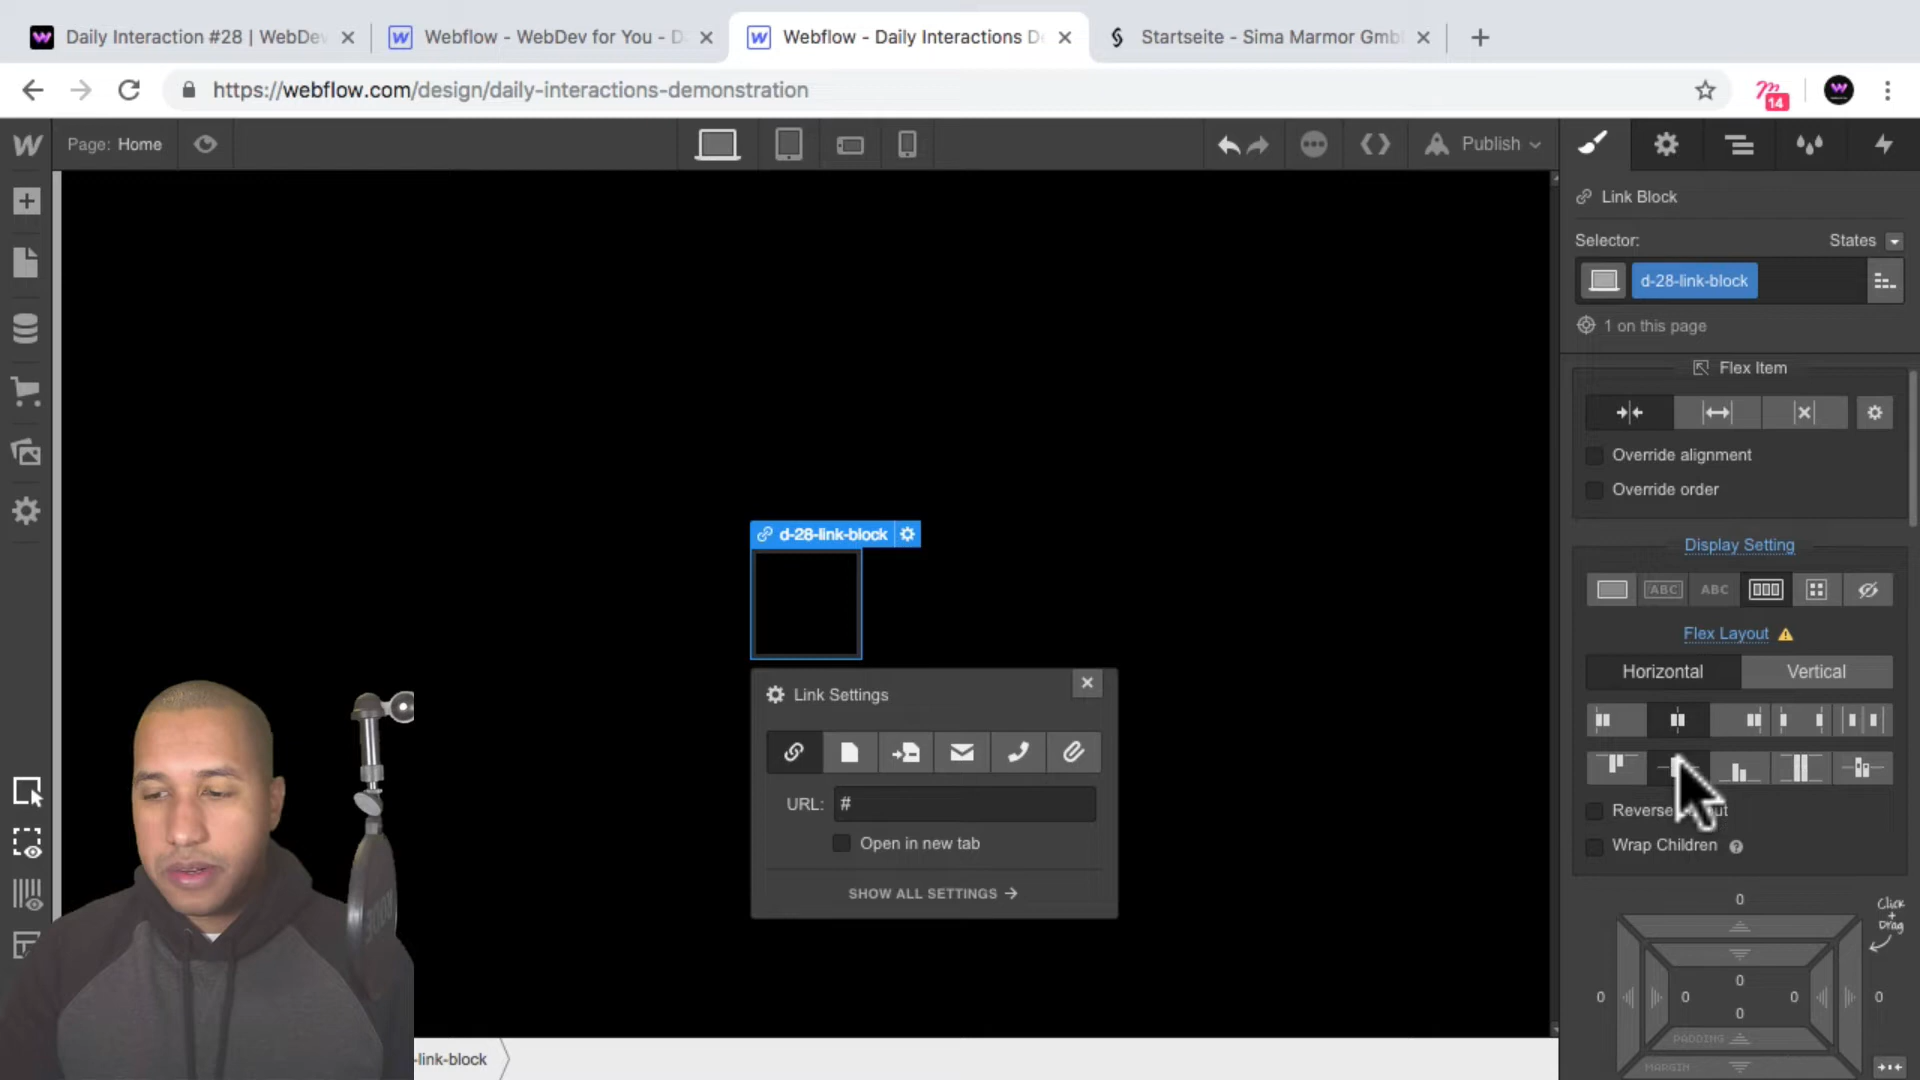 Daily Interaction #28 | WebDev
Webflow - WebDev for You - D
Webflow - Daily Interactions D
Startseite - Sima Marmor Gmb
https://webflow.com/design/daily-interactions-demonstration
14
Page: Home
Publish
Link Block
Selector:
States
d-28-link-block
1 on this page
Flex Item
Override alignment
Override order
Display Setting
ABC
ABC
Flex Layout
Horizontal
Vertical
Wrap Children
d-28-link-block
Link Settings
URL: #
Open in new tab
SHOW ALL SETTINGS
0
Click
+
Drag
0
0
0
0
0
0
PADDING
MARGIN
-link-block